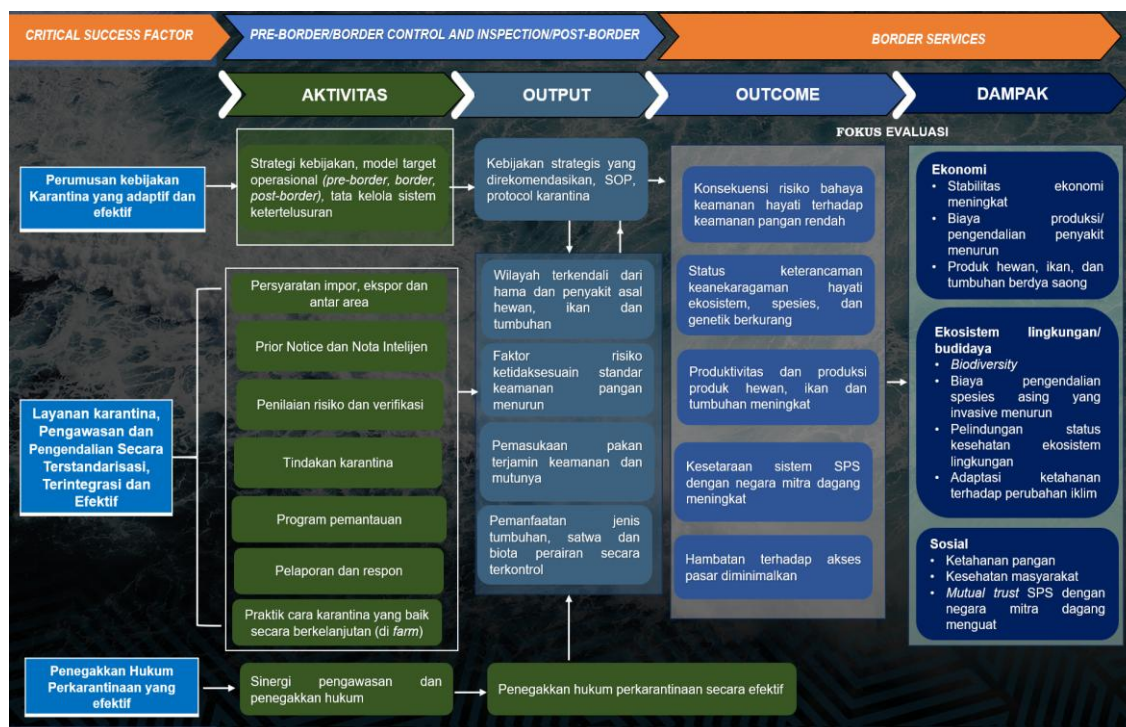 CRITICAL SUCCESS FACTOR
PRE-BORDER/BORDER CONTROL AND INSPECTION/POST-BORDER
BORDER SERVICES
AKTIVITAS
OUTPUT
OUTCOME
DAMPAK
FOKUS EVALUASI
Perumusan kebijakan
Karantina yang adaptif dan
efektif
Strategi kebijakan, model target
operasional (pre-border, border,
post-border), tata kelola sistem
ketertelusuran
Kebijakan strategis yang
direkomendasikan, SOP,
protocol karantina
Layanan karantina,
Pengawasan dan
Pengendalian Secara
Terstandarisasi,
Terintegrasi dan
Efektif
Persyaratan impor, ekspor dan
antar area
Prior Notice dan Nota Intelijen
Penilaian risiko dan verifikasi
Tindakan karantina
Program pemantauan
Pelaporan dan respon
Praktik cara karantina yang baik
secara berkelanjutan (di farm)
Wilayah terkendali dari
hama dan penyakit asal
hewan, ikan dan
tumbuhan
Faktor risiko
ketidaksesuain standar
keamanan pangan
menurun
Pemasukaan pakan
terjamin keamanan dan
mutunya
Pemanfaatan jenis
tumbuhan, satwa dan
biota perairan secara
terkontrol
Konsekuensi risiko bahaya
keamanan hayati terhadap
keamanan pangan rendah
Status keterancaman
keanekaragaman hayati
ekosistem, spesies, dan
genetik berkurang
Produktivitas dan produksi
produk hewan, ikan dan
tumbuhan meningkat
Kesetaraan sistem SPS
dengan negara mitra dagang
meningkat
Hambatan terhadap akses
pasar diminimalkan
Ekonomi
• Stabilitas ekonomi
meningkat
• Biaya produksi/
pengendalian penyakit
menurun
• Produk hewan, ikan, dan
tumbuhan berdya saong
Ekosistem lingkungan/
budidaya
• Biodiversity
• Biaya pengendalian
spesies asing yang
invasive menurun
• Pelindungan status
kesehatan ekosistem
lingkungan
• Adaptasi ketahanan
terhadap perubahan iklim
Sosial
• Ketahanan pangan
• Kesehatan masyarakat
• Mutual trust SPS dengan
negara mitra dagang
menguat
Penegakkan Hukum
Perkarantinaan yang
efektif
Sinergi pengawasan dan
penegakkan hukum
Penegakkan hukum perkarantinaan secara efektif